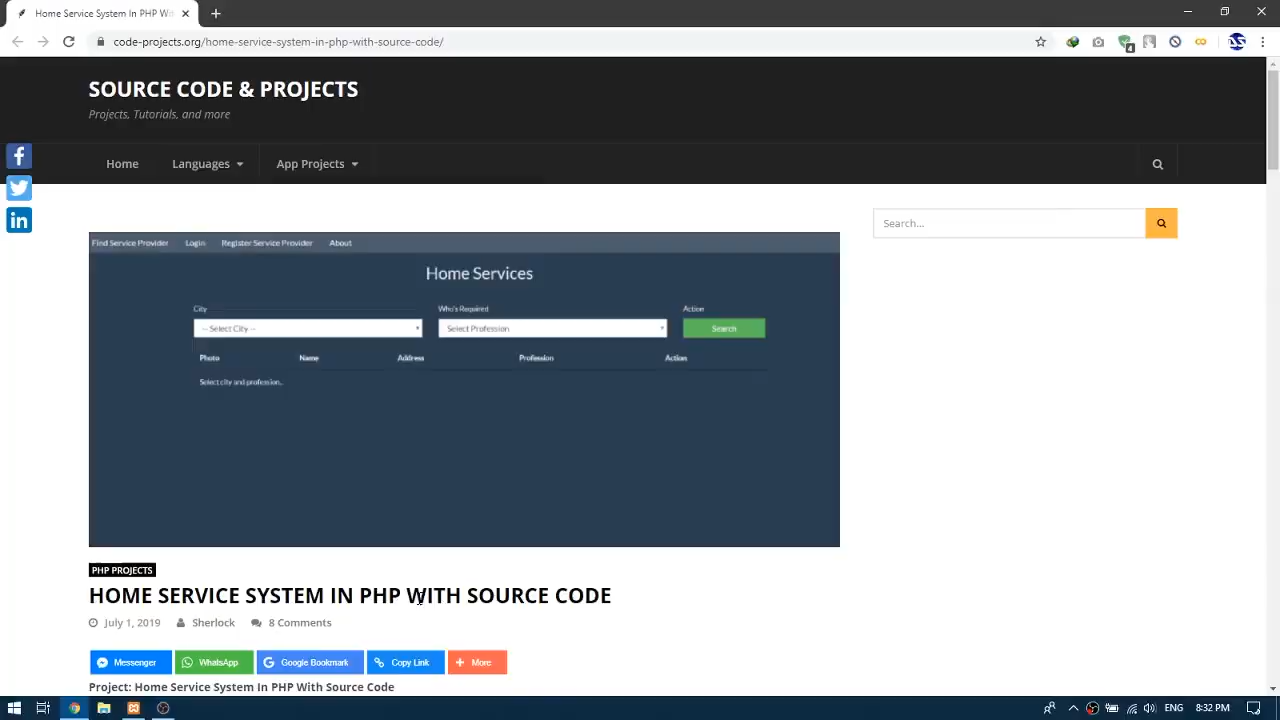 Home Service System In PHP Wi
code-projects.org/home-service-system-in-php-with-source-code/
4
SOURCE CODE & PROJECTS
Projects, Tutorials, and more
Home
Languages
App Projects
Search...
Find Service Provider
Login
Register Service Provider
About
Home Services
City
Who's Required
Action
-- Select City --
Select Profession
Search
Photo
Name
Address
Profession
Action
Select city and profession..
PHP PROJECTS
HOME SERVICE SYSTEM IN PHP WITH SOURCE CODE
July 1, 2019
Sherlock
8 Comments
Messenger
WhatsApp
Google Bookmark
Copy Link
More
Project: Home Service System In PHP With Source Code
ENG
8:32 PM